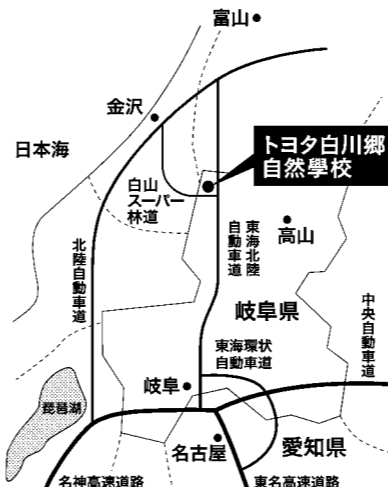 富山
金沢
日本海
トヨタ白川郷
自然學校
白山
スーパー
林道
東海北陸
自動車道
高山
北陸自動車道
岐阜県
中央自動車道
東海環状
自動車道
岐阜
琵琶湖
名古屋
愛知県
名神高速道路
東名高速道路